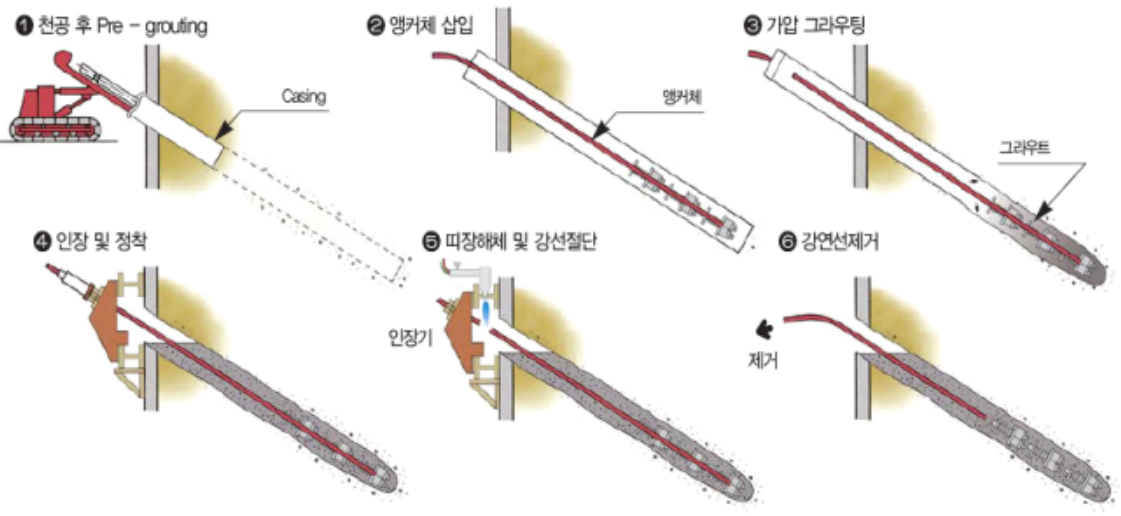 ❶ 천공 후 Pre - grouting
Casing
❷ 앵커체 삽입
앵커체
❸ 가압 그라우팅
그라우트
❹ 인장 및 정착
❺ 띠장해체 및 강선절단
인장기
❻ 강연선제거
제거